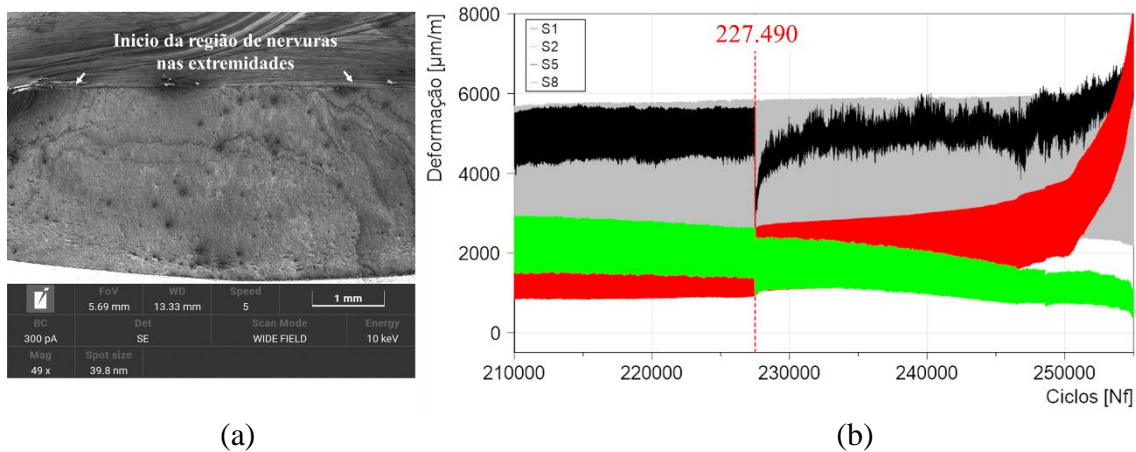 Inicio da região de nervuras
nas extremidades
FoV WD Speed
5.69 mm 13.33 mm 5
1 mm
BC Det Scan Mode Energy
300 pA SE WIDE FIELD 10 keV
Mag Spot size
49 x 39.8 nm
(a)
8000
6000
4000
2000
0
Deformação [µm/m]
S1
S2
S5
S8
227.490
210000 220000 230000 240000 250000
Ciclos [Nf]
(b)